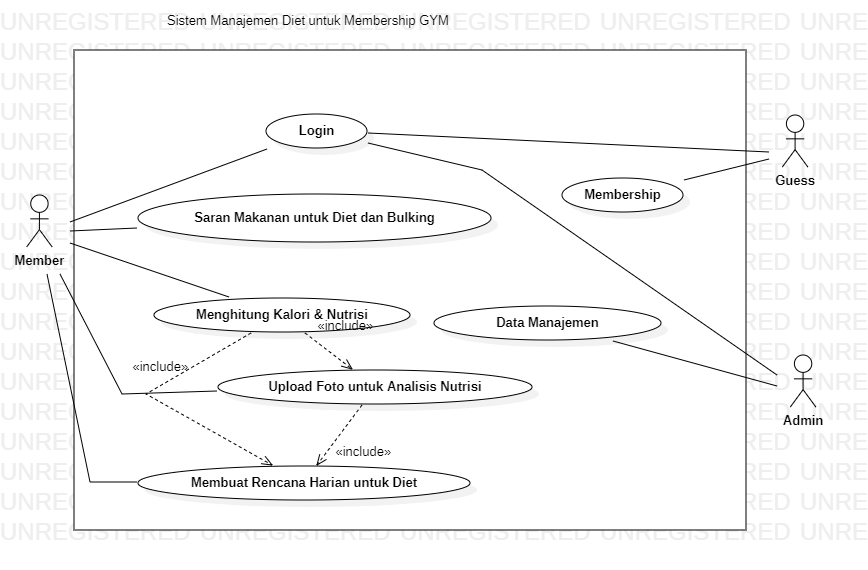 Sistem Manajemen Diet untuk Membership GYM
Login
Guess
Membership
Saran Makanan untuk Diet dan Bulking
Member
Menghitung Kalori & Nutrisi
«include»
Data Manajemen
«include»
Upload Foto untuk Analisis Nutrisi
Admin
«include»
Membuat Rencana Harian untuk Diet
UNREGISTERED